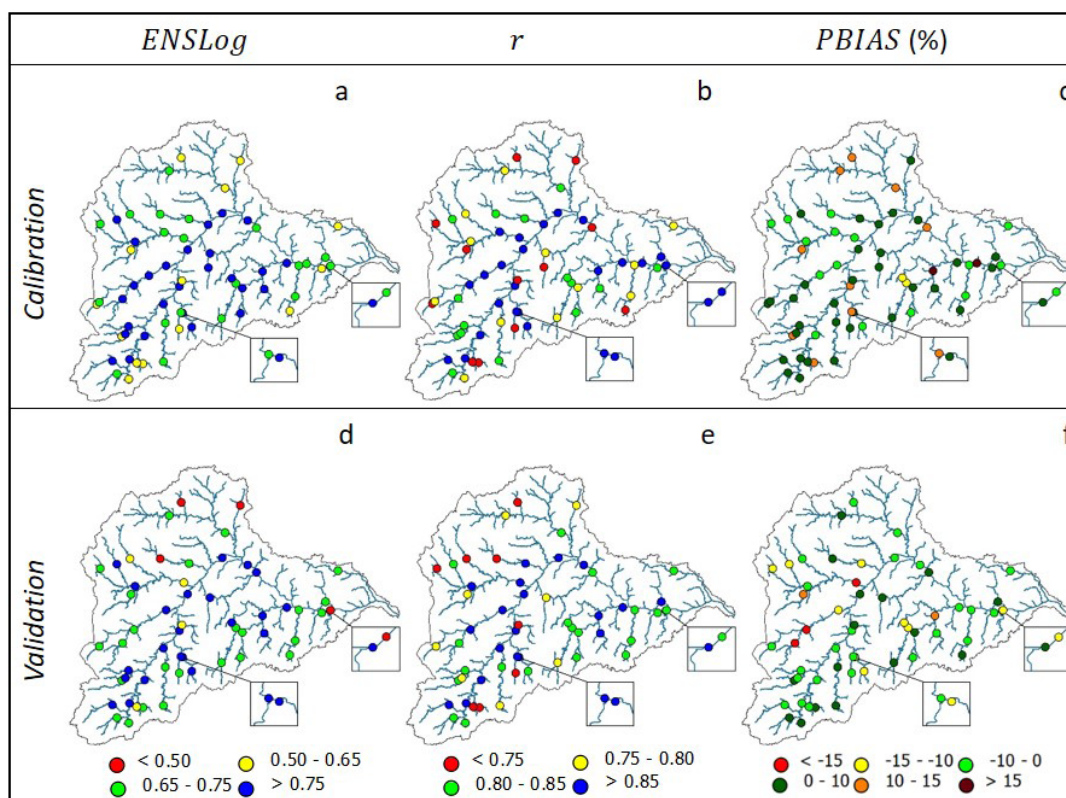 ENSLog r PBIAS (%)
a b c
Calibration
d e f
Validation
< 0.50 0.50 - 0.65 < 0.75 0.75 - 0.80 < -15 -15 - -10 -10 - 0
0.65 - 0.75 > 0.75 0.80 - 0.85 > 0.85 0 - 10 10 - 15 > 15